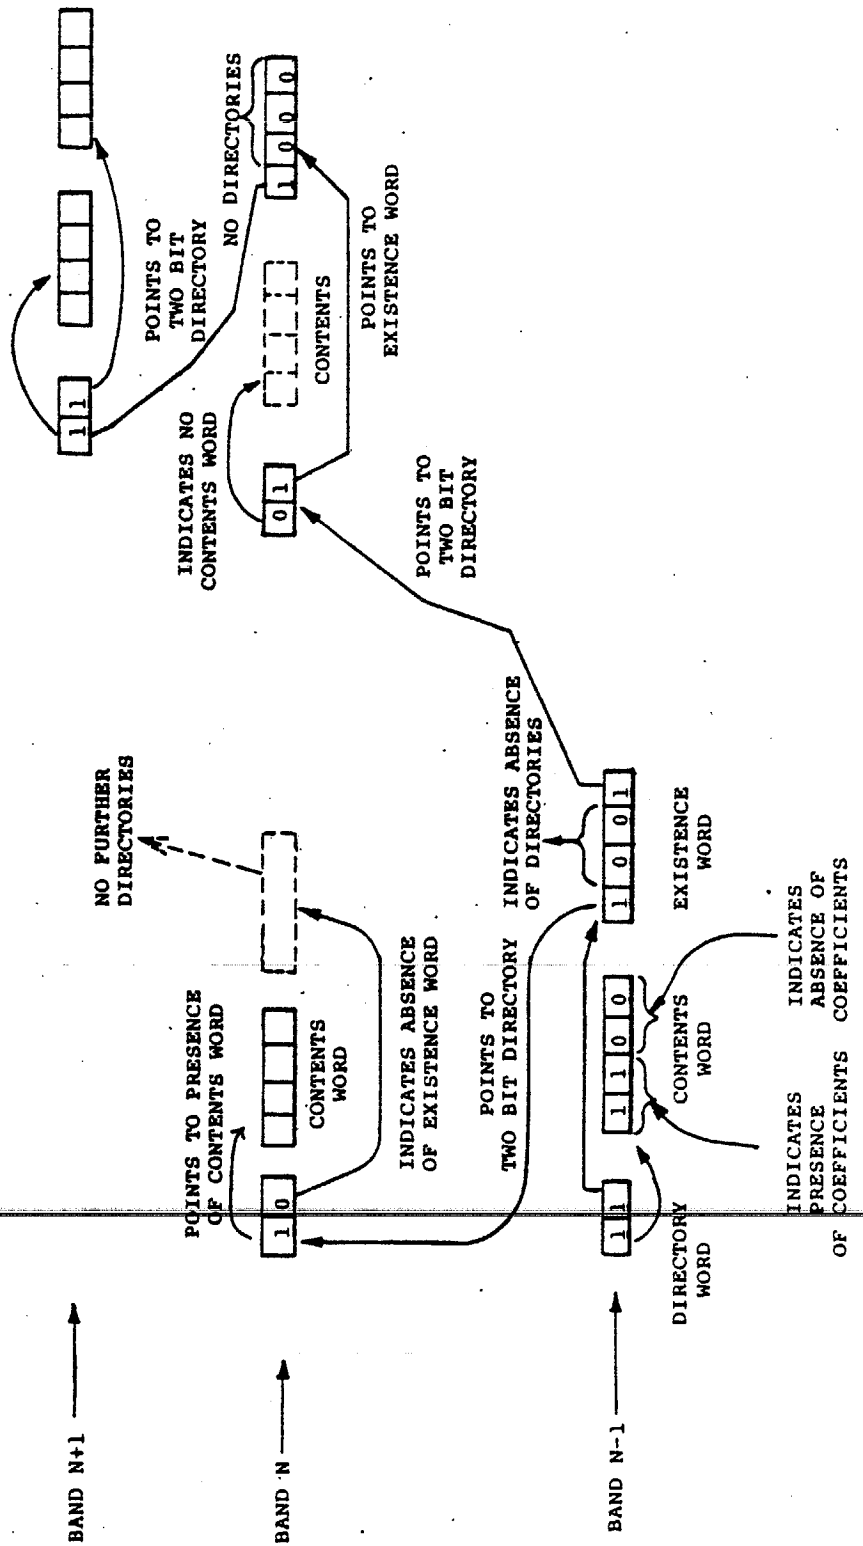 BAND N+1
1 1
NO FURTHER
DIRECTORIES
POINTS TO
TWO BIT
DIRECTORY
POINTS TO PRESENCE
OF CONTENTS WORD
INDICATES NO
CONTENTS WORD
NO DIRECTORIES
BAND N
1 0
0 1
1 0 0 0
CONTENTS
WORD
CONTENTS
INDICATES ABSENCE
OF EXISTENCE WORD
POINTS TO
EXISTENCE WORD
POINTS TO
TWO BIT DIRECTORY
INDICATES ABSENCE
OF DIRECTORIES
POINTS TO
TWO BIT
DIRECTORY
BAND N-1
1 1
1 1 0 0
1 0 0 1
DIRECTORY
WORD
CONTENTS
WORD
EXISTENCE
WORD
INDICATES
PRESENCE
OF COEFFICIENTS
INDICATES
ABSENCE OF
COEFFICIENTS